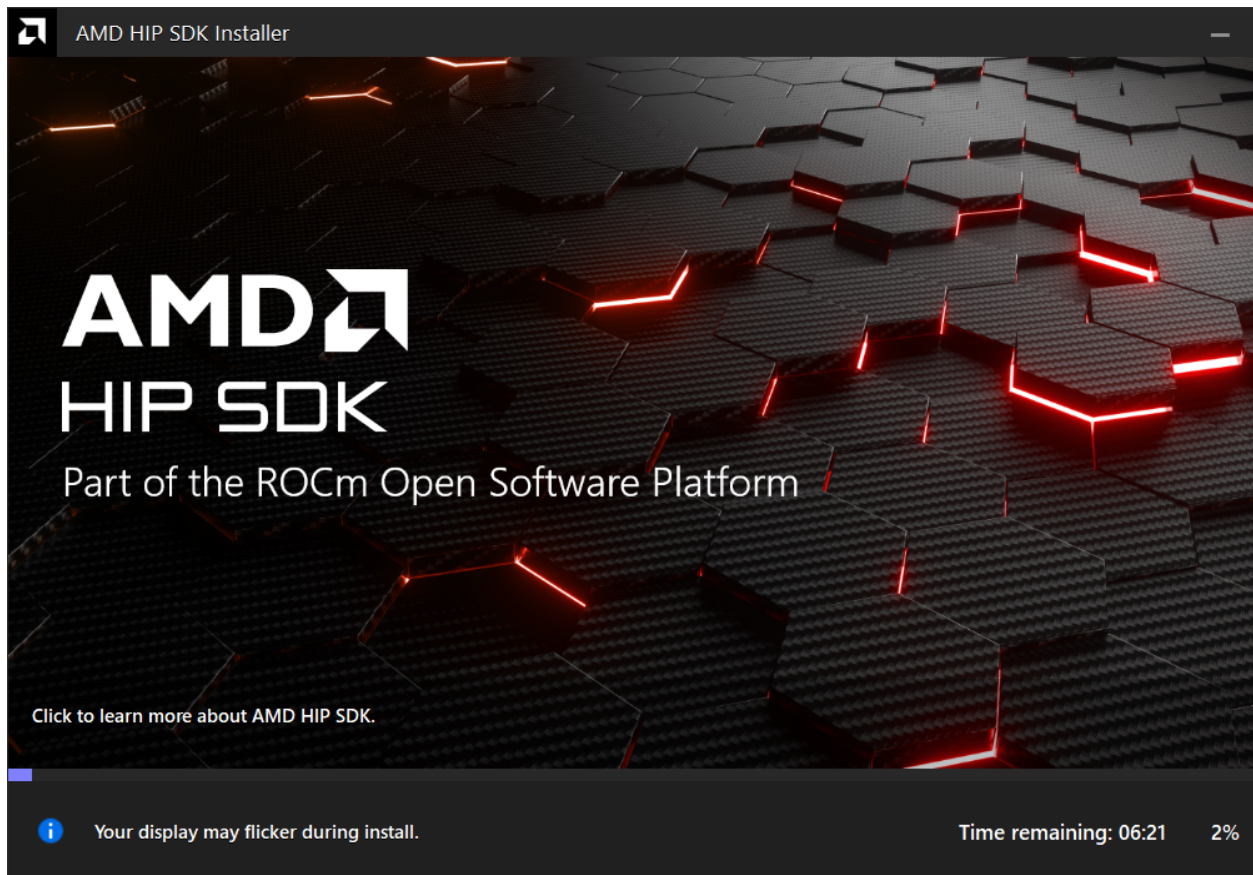 AMD HIP SDK Installer
AMD
HIP SDK
Part of the ROCm Open Software Platform
Click to learn more about AMD HIP SDK.
Your display may flicker during install.
Time remaining: 06:21 2%